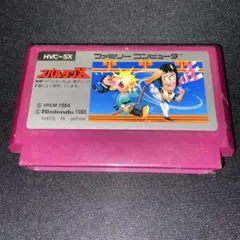 HVC-SX
ファミリー コンピュータ
スパルタンX
© IREM 1984
© Nintendo 1985
MADE IN JAPAN